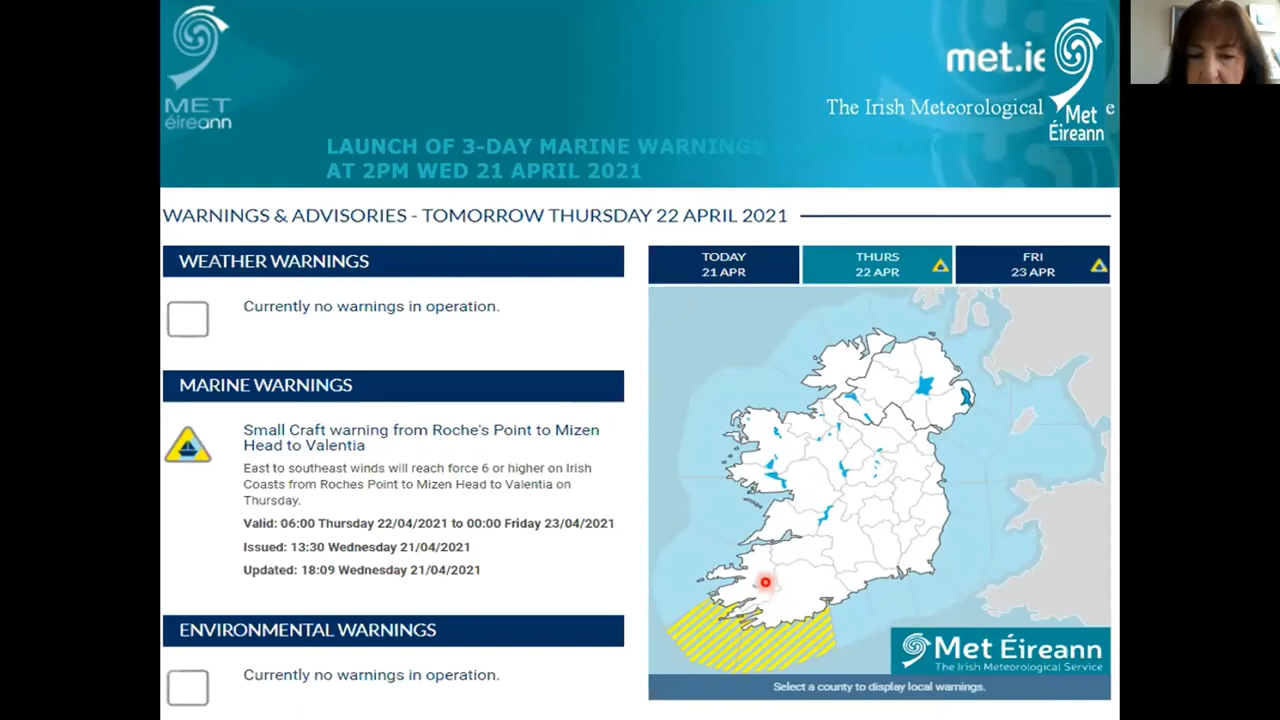 MET
éireann
met.ie
The Irish Meteorological
e
Met
Éireann
LAUNCH OF 3-DAY MARINE WARNINGS
AT 2PM WED 21 APRIL 2021
WARNINGS & ADVISORIES - TOMORROW THURSDAY 22 APRIL 2021
WEATHER WARNINGS
Currently no warnings in operation.
MARINE WARNINGS
Small Craft warning from Roche's Point to Mizen
Head to Valentia
East to southeast winds will reach force 6 or higher on Irish
Coasts from Roches Point to Mizen Head to Valentia on
Thursday.
Valid: 06:00 Thursday 22/04/2021 to 00:00 Friday 23/04/2021
Issued: 13:30 Wednesday 21/04/2021
Updated: 18:09 Wednesday 21/04/2021
ENVIRONMENTAL WARNINGS
Currently no warnings in operation.
TODAY
21 APR
THURS
22 APR
FRI
23 APR
Met Éireann
The Irish Meteorological Service
Select a county to display local warnings.